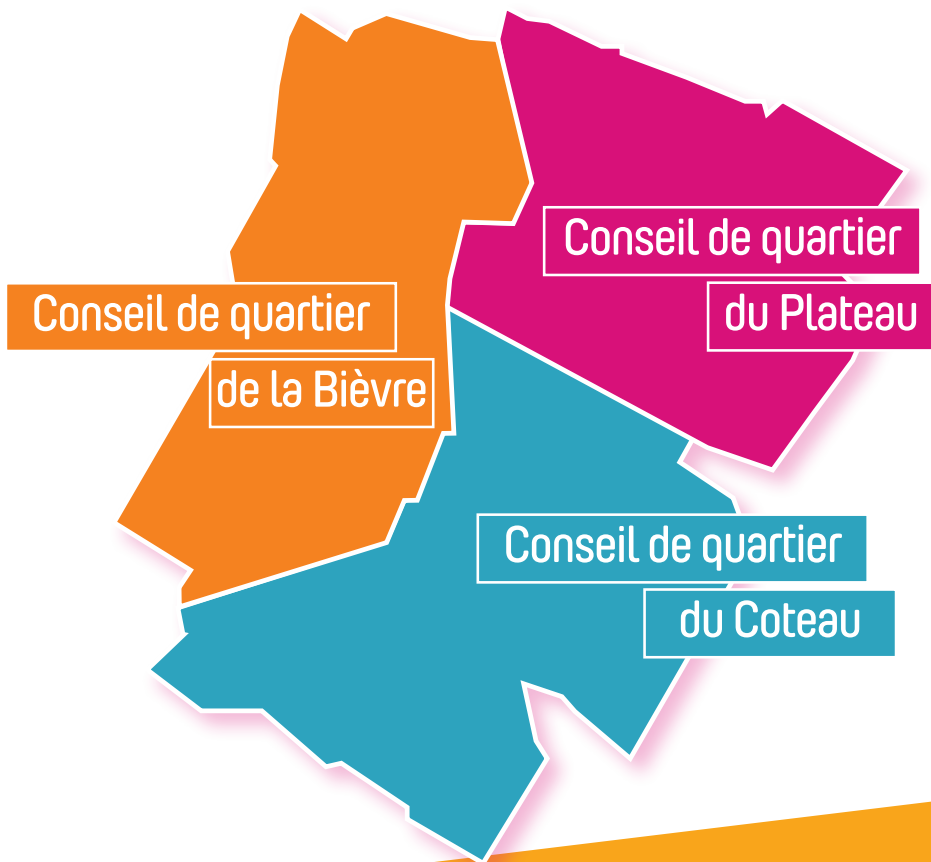 Conseil de quartier
du Plateau
Conseil de quartier
de la Bièvre
Conseil de quartier
du Coteau